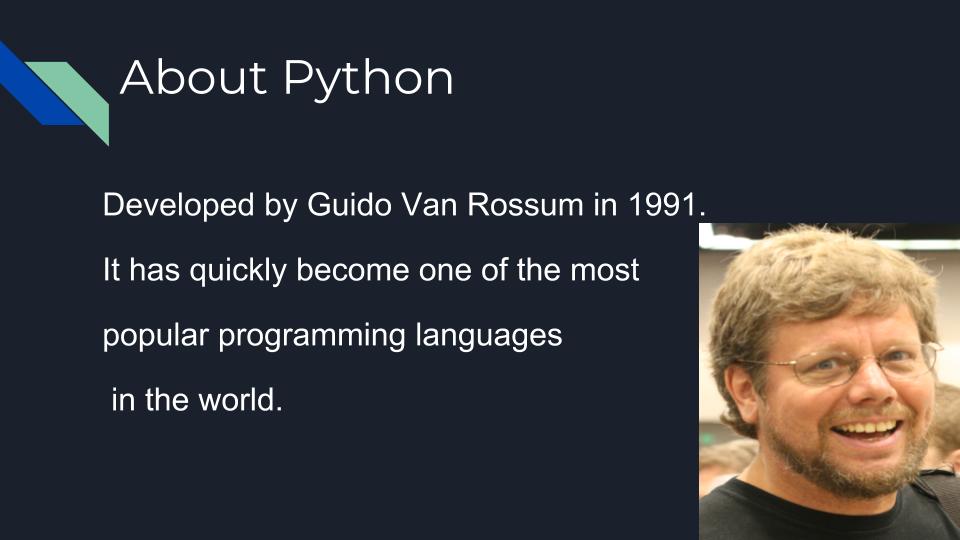 About Python
Developed by Guido Van Rossum in 1991.
It has quickly become one of the most
popular programming languages
in the world.